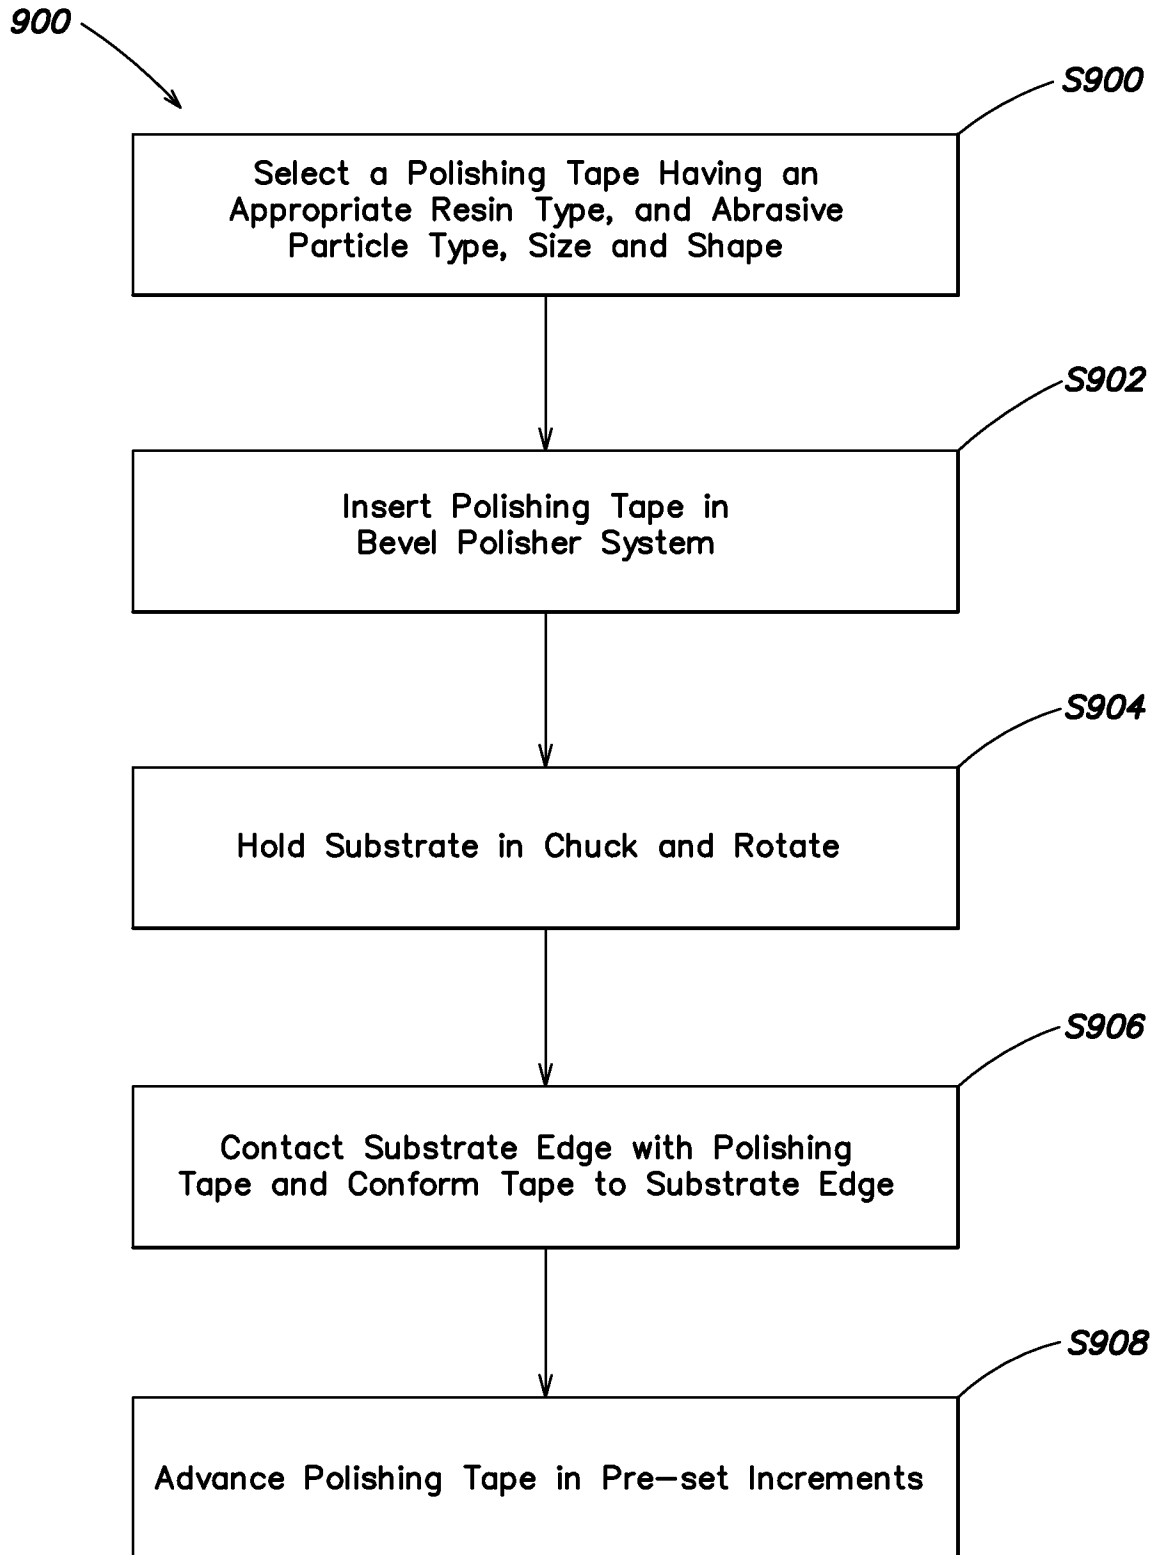 900
S900
Select a Polishing Tape Having an
Appropriate Resin Type, and Abrasive
Particle Type, Size and Shape
S902
Insert Polishing Tape in
Bevel Polisher System
S904
Hold Substrate in Chuck and Rotate
S906
Contact Substrate Edge with Polishing
Tape and Conform Tape to Substrate Edge
S908
Advance Polishing Tape in Pre-set Increments